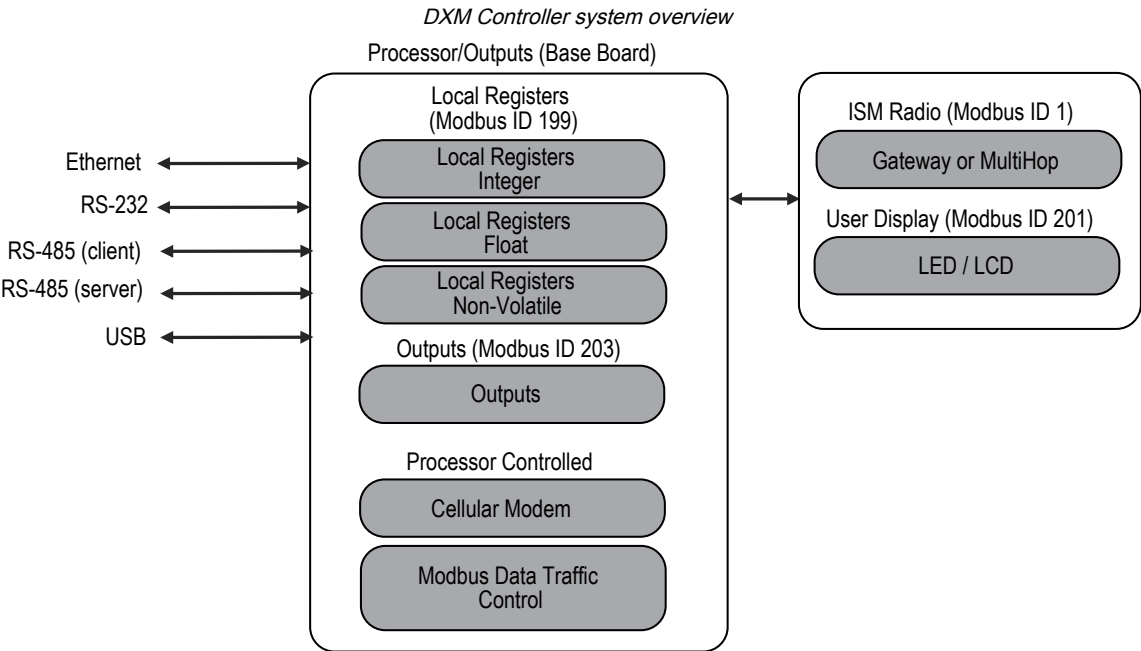 DXM Controller system overview
Processor/Outputs (Base Board)
Local Registers
(Modbus ID 199)
Local Registers
Integer
Local Registers
Float
Local Registers
Non-Volatile
Outputs (Modbus ID 203)
Outputs
Processor Controlled
Cellular Modem
Modbus Data Traffic
Control
Ethernet
RS-232
RS-485 (client)
RS-485 (server)
USB
ISM Radio (Modbus ID 1)
Gateway or MultiHop
User Display (Modbus ID 201)
LED / LCD